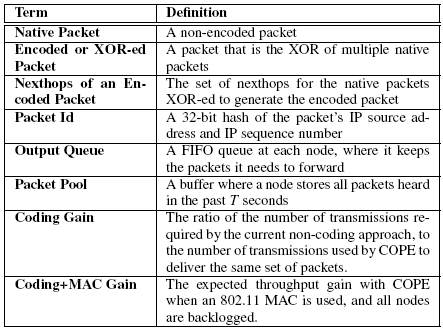 Term Definition
Native Packet A non-encoded packet
Encoded or XOR-ed A packet that is the XOR of multiple native
Packet packets
Nexthops of an En- The set of nexthops for the native packets
coded Packet XOR-ed to generate the encoded packet
Packet Id A 32-bit hash of the packet's IP source ad-
dress and IP sequence number
Output Queue A FIFO queue at each node, where it keeps
the packets it needs to forward
Packet Pool A buffer where a node stores all packets heard
in the past T seconds
Coding Gain The ratio of the number of transmissions re-
quired by the current non-coding approach, to
the number of transmissions used by COPE to
deliver the same set of packets.
Coding+MAC Gain The expected throughput gain with COPE
when an 802.11 MAC is used, and all nodes
are backlogged.